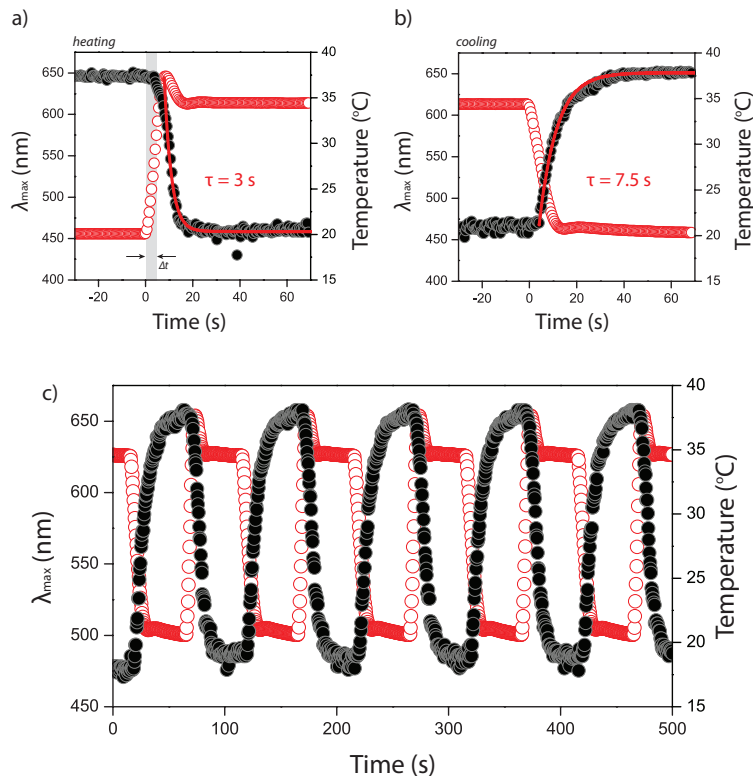 a)
heating
650
600
550
500
450
400
λmax
(nm)
40
35
30
25
20
15
Temperature (°C)
τ = 3 s
Δt
-20 0 20 40 60
Time (s)
b)
cooling
650
600
550
500
450
400
λmax
(nm)
40
35
30
25
20
15
Temperature (°C)
τ = 7.5 s
-20 0 20 40 60
Time (s)
c)
650
600
550
500
450
λmax (nm)
40
35
30
25
20
15
Temperature (°C)
0 100 200 300 400 500
Time (s)